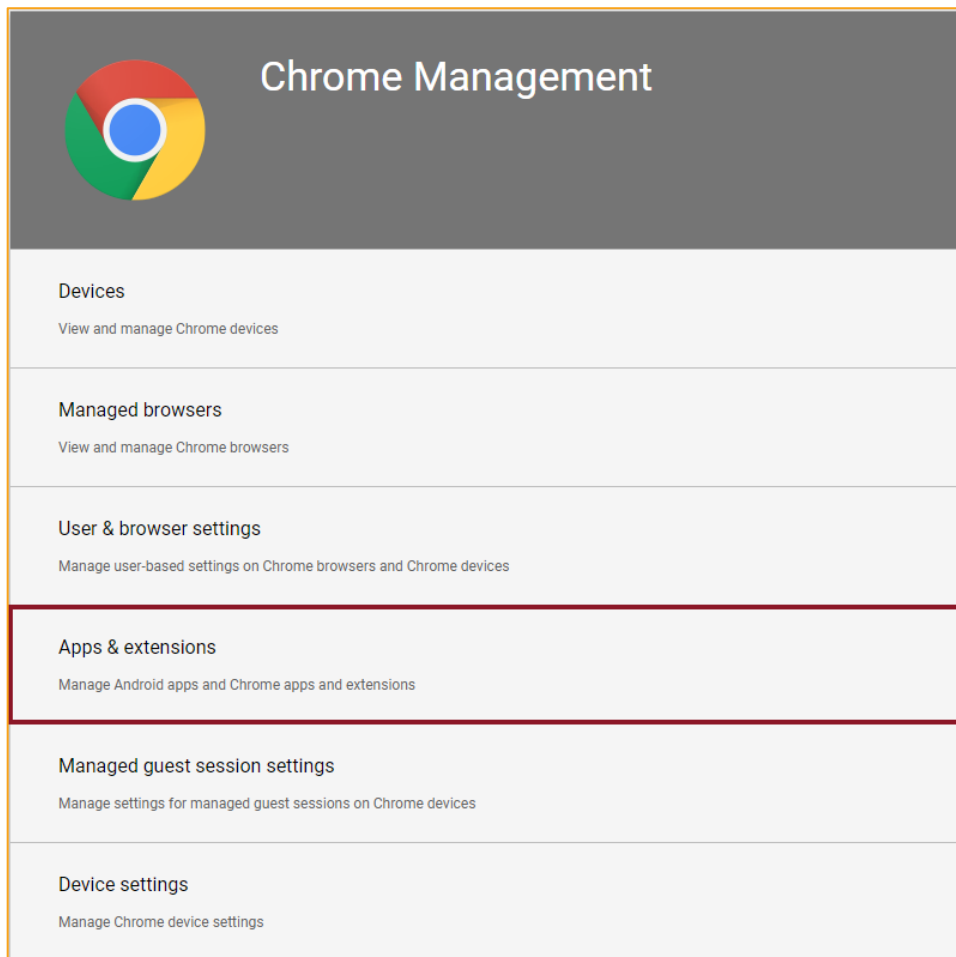 Chrome Management
Devices
View and manage Chrome devices
Managed browsers
View and manage Chrome browsers
User & browser settings
Manage user-based settings on Chrome browsers and Chrome devices
Apps & extensions
Manage Android apps and Chrome apps and extensions
Managed guest session settings
Manage settings for managed guest sessions on Chrome devices
Device settings
Manage Chrome device settings